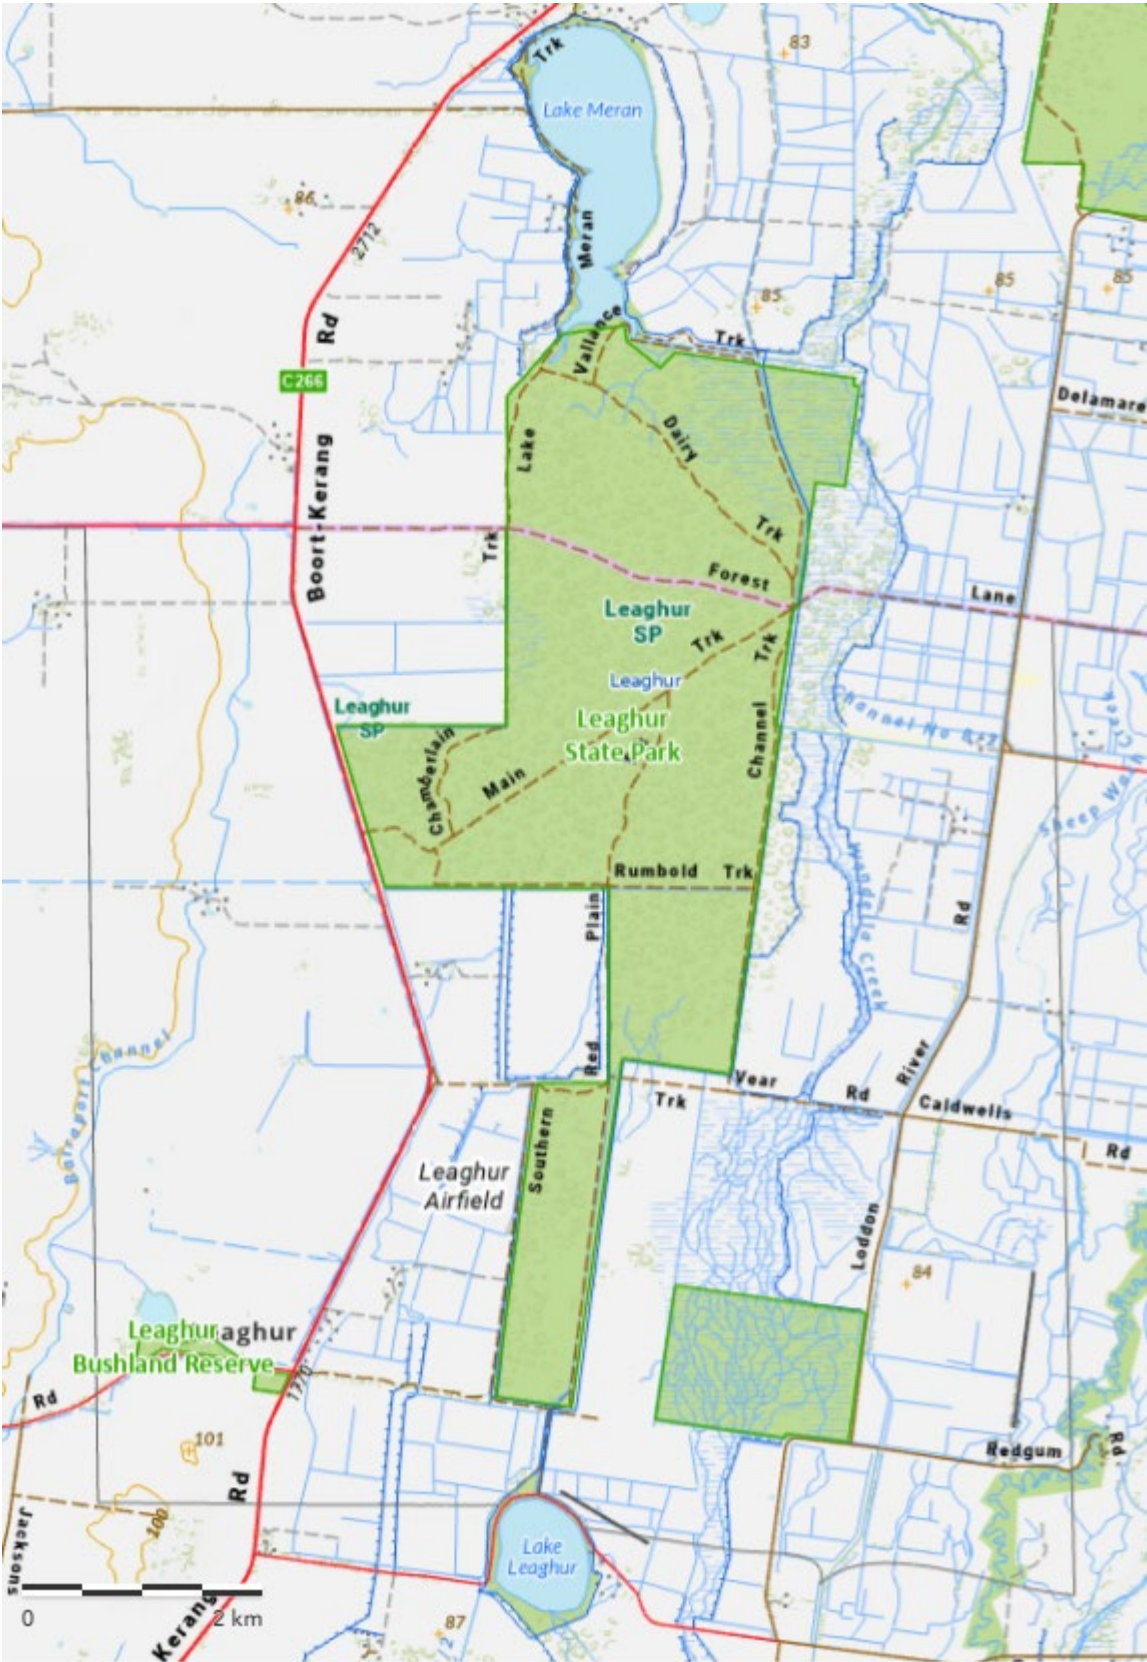 Trk
83
Lake Meran
86
2712
Meran
Rd
85
85
85
Vallance
Trk
C266
Delamare
Lake
Dairy
Boort-Kerang
Trk
Trk
Forest
Lane
Leaghur
SP
Trk
Trk
Leaghur
Leaghur
SP
Leaghur
State Park
Channel
Channel No 8/2
Creek
Sheep Wash
Chamberlain
Main
Rumbold Trk
Wandella Creek
Rd
Plain
Red
Barraport Channel
River
Vear
Rd
Trk
Caldwells
Rd
Southern
Leaghur
Airfield
Loddon
84
Leaghur
aghur
Bushland Reserve
1770
Rd
101
Redgum
Rd
Rd
100
Jacksons
Lake
Leaghur
0 2 km
Kerang
87